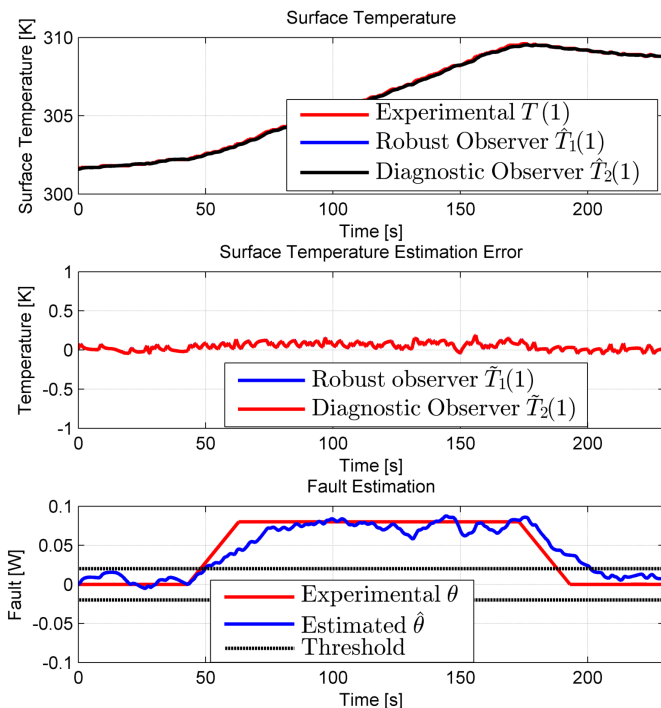 Surface Temperature
Surface Temperature [K]
310
305
300
Experimental T (1)
Robust Observer T̂₁(1)
Diagnostic Observer T̂₂(1)
0 50 100 150 200
Time [s]
Surface Temperature Estimation Error
Temperature [K]
1
0.5
0
-0.5
-1
Robust observer T̃₁(1)
Diagnostic Observer T̃₂(1)
0 50 100 150 200
Time [s]
Fault Estimation
Fault [W]
0.1
0.05
0
-0.05
-0.1
Experimental θ
Estimated θ̂
Threshold
0 50 100 150 200
Time [s]